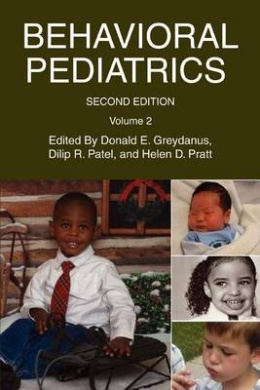 BEHAVIORAL
PEDIATRICS
SECOND EDITION
Volume 2
Edited By Donald E. Greydanus,
Dilip R. Patel, and Helen D. Pratt